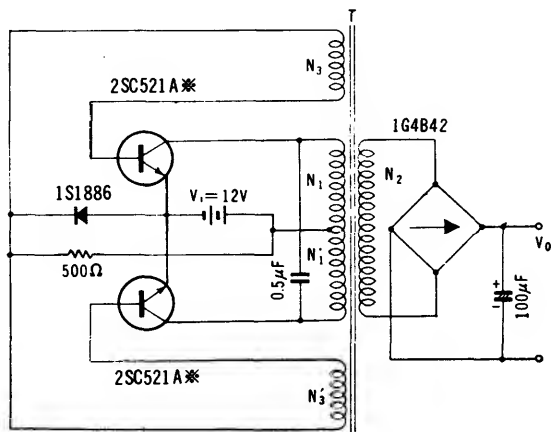 T
N₃
2SC521A※
1G4B42
N₁
N₂
1S1886
V₁=12V
N₁′
500Ω
0.5μF
V₀
+
-
100μF
2SC521A※
N₃′